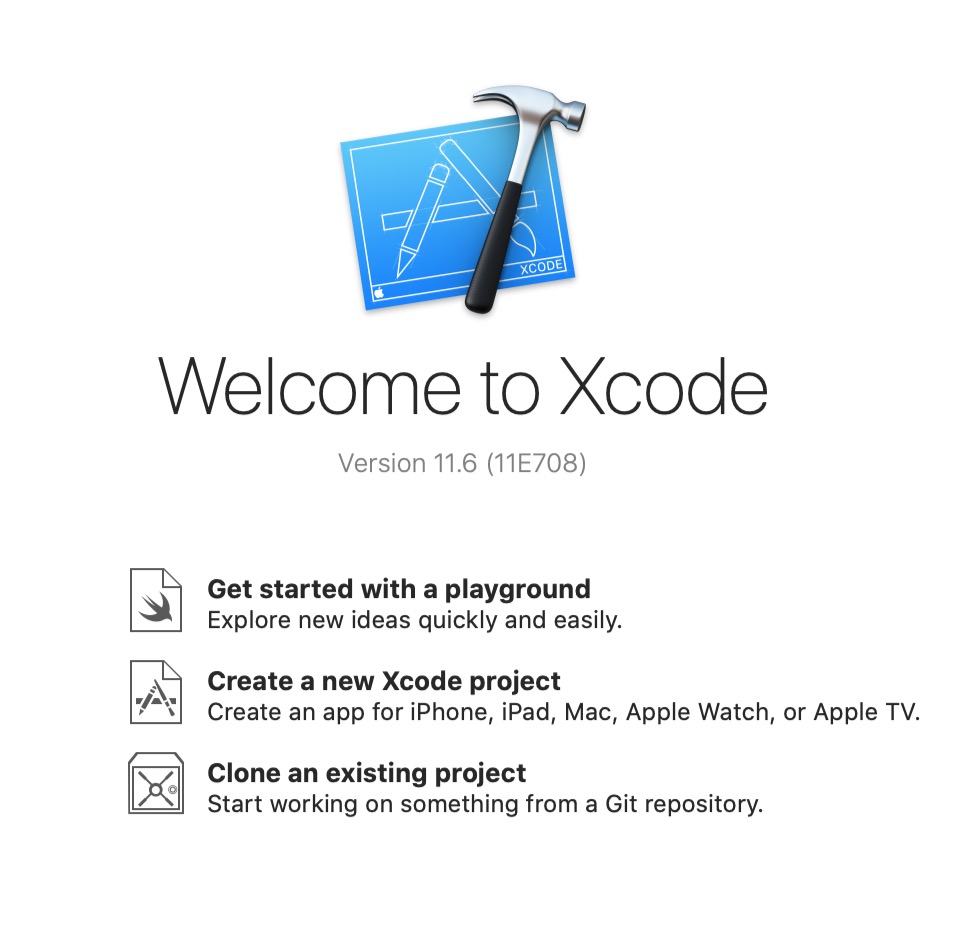 XCODE
Welcome to Xcode
Version 11.6 (11E708)
Get started with a playground
Explore new ideas quickly and easily.
Create a new Xcode project
Create an app for iPhone, iPad, Mac, Apple Watch, or Apple TV.
Clone an existing project
Start working on something from a Git repository.